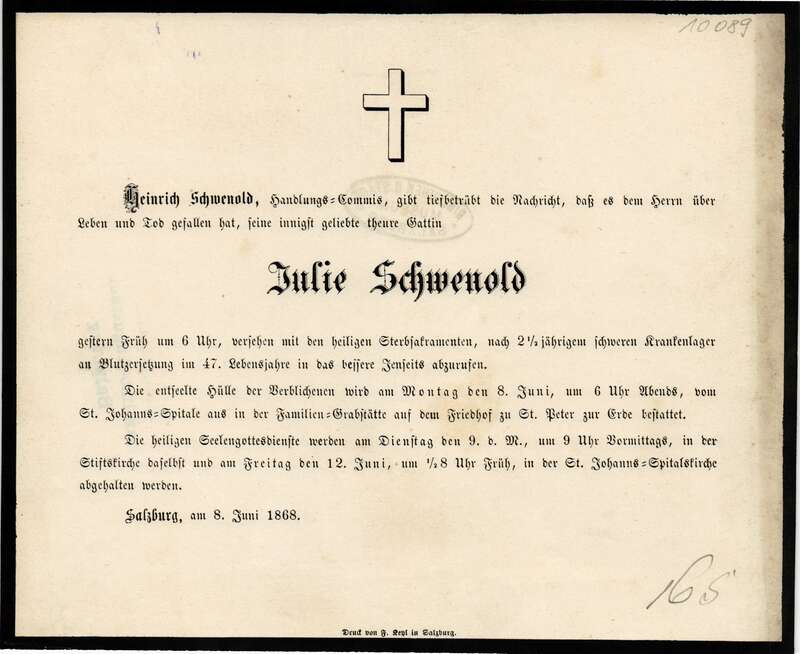 10089
Heinrich Schwenold, Handlungs=Commis, gibt tiefbetrübt die Nachricht, daß es dem Herrn über
Leben und Tod gefallen hat, seine innigst geliebte theure Gattin
Julie Schwenold
gestern Früh um 6 Uhr, versehen mit den heiligen Sterbsakramenten, nach 2 1/2 jährigem schweren Krankenlager
an Blutzersetzung im 47. Lebensjahre in das bessere Jenseits abzurufen.
Die entseelte Hülle der Verblichenen wird am Montag den 8. Juni, um 6 Uhr Abends, vom
St. Johanns=Spitale aus in der Familien=Grabstätte auf dem Friedhof zu St. Peter zur Erde bestattet.
Die heiligen Seelengottesdienste werden am Dienstag den 9. d. M., um 9 Uhr Vormittags, in der
Stiftskirche daselbst und am Freitag den 12. Juni, um 1/2 8 Uhr Früh, in der St. Johanns=Spitalskirche
abgehalten werden.
Salzburg, am 8. Juni 1868.
165
Druck von F. Keyl in Salzburg.